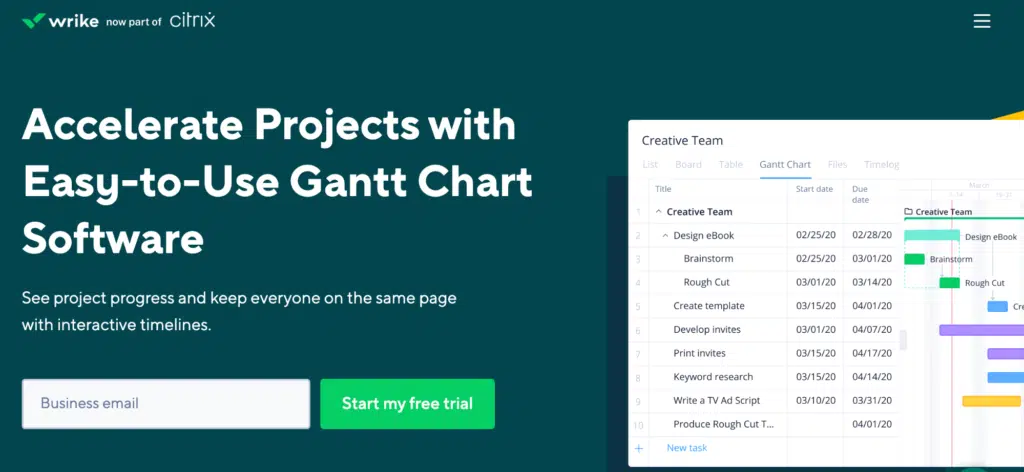 wrike now part of citrix
Accelerate Projects with
Easy-to-Use Gantt Chart
Software
See project progress and keep everyone on the same page
with interactive timelines.
Business email
Start my free trial
Creative Team
List Board Table Gantt Chart Files Timelog
Title Start date Due date
March
1 Creative Team
2 Design eBook 02/25/20 02/28/20
3 Brainstorm 02/25/20 03/01/20
4 Rough Cut 03/01/20 03/14/20
5 Create template 03/15/20 04/01/20
6 Develop invites 03/01/20 04/07/20
7 Print invites 03/15/20 04/17/20
8 Keyword research 03/15/20 04/14/20
9 Write a TV Ad Script 03/10/20 03/31/20
10 Produce Rough Cut T... 04/01/20
+ New task
Creative Team
Design eBook
Brainstorm
Rough Cut
Cre